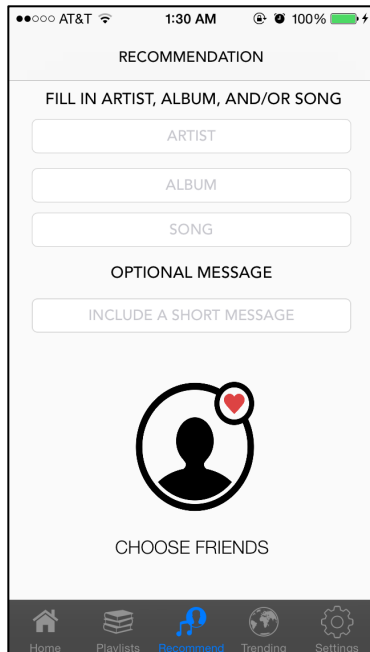 AT&T 1:30 AM 100%
RECOMMENDATION
FILL IN ARTIST, ALBUM, AND/OR SONG
ARTIST
ALBUM
SONG
OPTIONAL MESSAGE
INCLUDE A SHORT MESSAGE
CHOOSE FRIENDS
Home Playlists Recommend Trending Settings